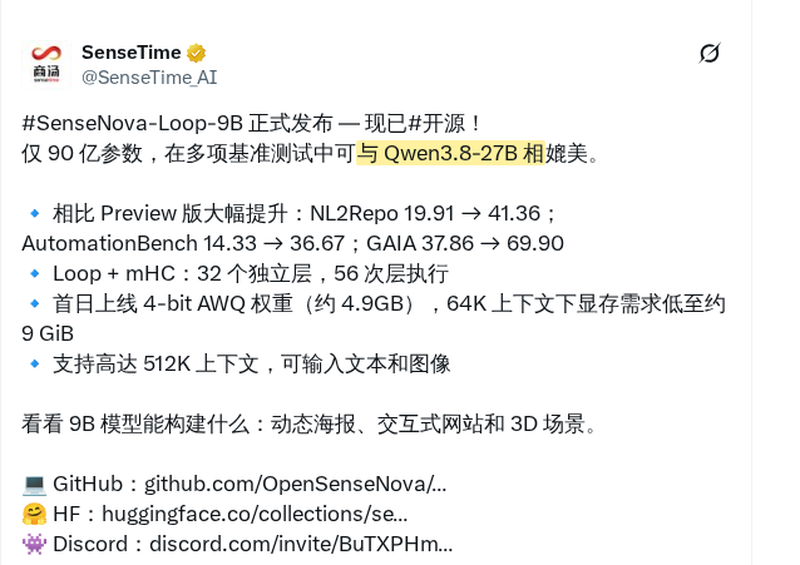 SenseTime
商汤
sensetime
@SenseTime_AI
#SenseNova-Loop-9B 正式发布 — 现已#开源！
仅 90 亿参数，在多项基准测试中可与 Qwen3.8-27B 相媲美。
🔹 相比 Preview 版大幅提升：NL2Repo 19.91 → 41.36；
AutomationBench 14.33 → 36.67；GAIA 37.86 → 69.90
🔹 Loop + mHC：32 个独立层，56 次层执行
🔹 首日上线 4-bit AWQ 权重（约 4.9GB），64K 上下文下显存需求低至约
9 GiB
🔹 支持高达 512K 上下文，可输入文本和图像
看看 9B 模型能构建什么：动态海报、交互式网站和 3D 场景。
💻 GitHub：github.com/OpenSenseNova/...
🤗 HF：huggingface.co/collections/se...
👾 Discord：discord.com/invite/BuTXPHm...